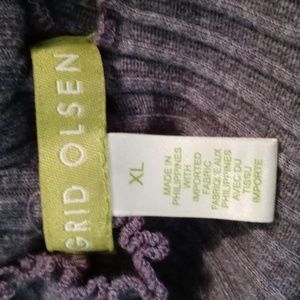 GRID OLSEN
XL
MADE IN
PHILIPPINES WITH
IMPORTED
FABRIC
FABRIQUE AUX
PHILIPPINES
AVEC DU
TISSU
IMPORTE